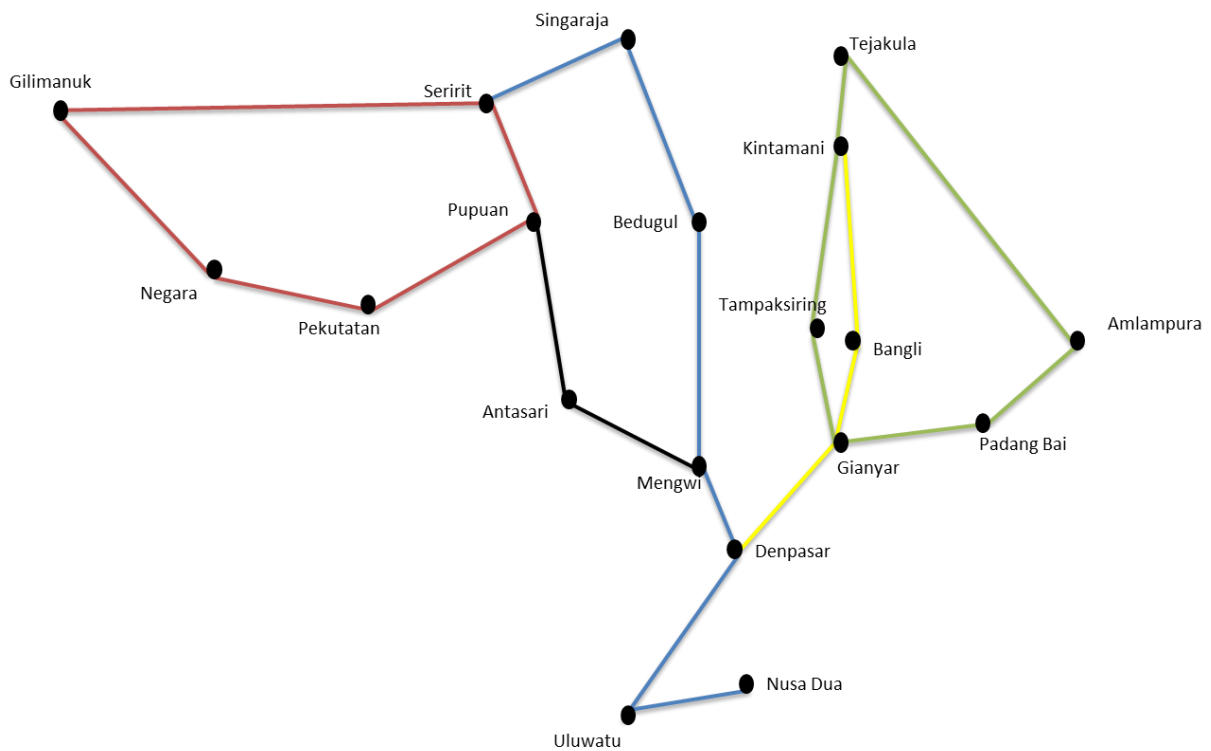 Singaraja
Tejakula
Gilimanuk
Seririt
Kintamani
Pupuan
Bedugul
Negara
Tampaksiring
Amlampura
Pekutatan
Bangli
Antasari
Padang Bai
Gianyar
Mengwi
Denpasar
Nusa Dua
Uluwatu